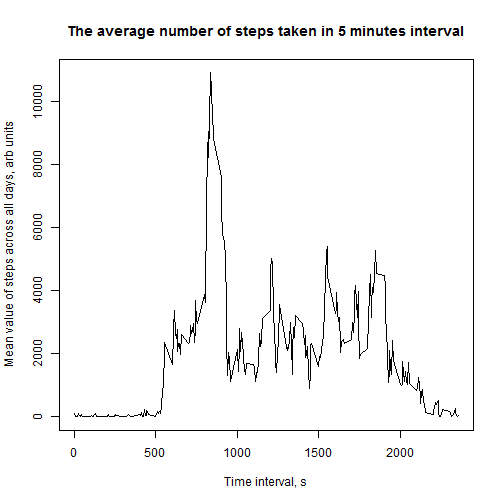 The average number of steps taken in 5 minutes interval
Mean value of steps across all days, arb units
10000
8000
6000
4000
2000
0
0 500 1000 1500 2000
Time interval, s